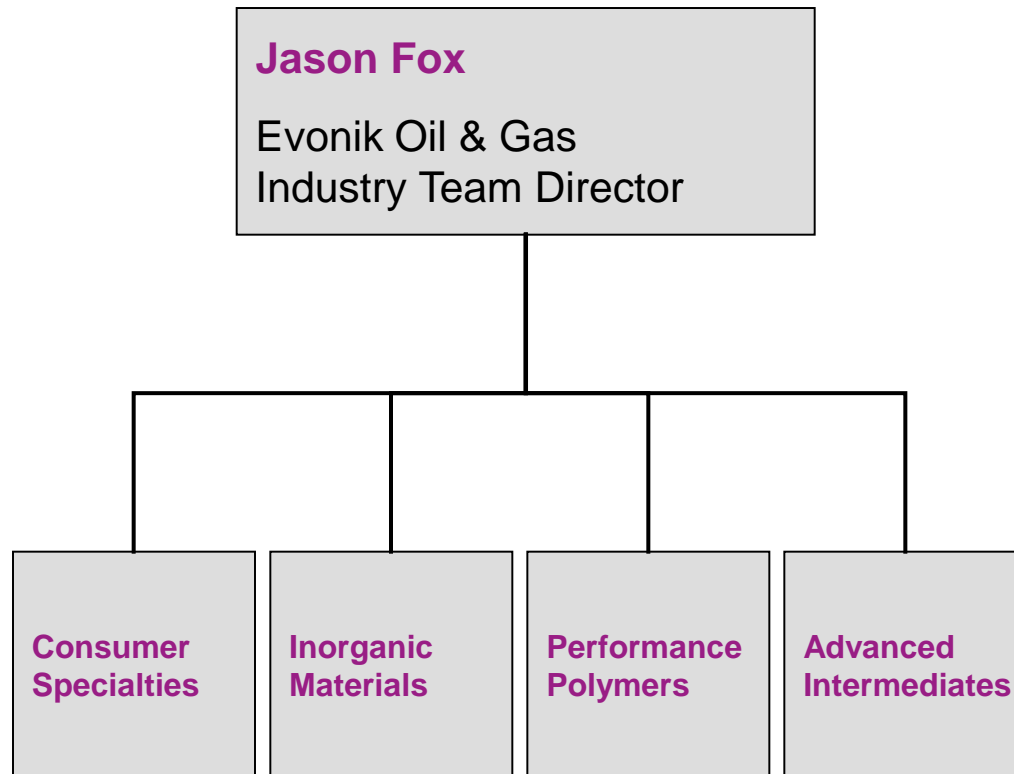 Jason Fox
Evonik Oil & Gas
Industry Team Director
Consumer
Specialties
Inorganic
Materials
Performance
Polymers
Advanced
Intermediates